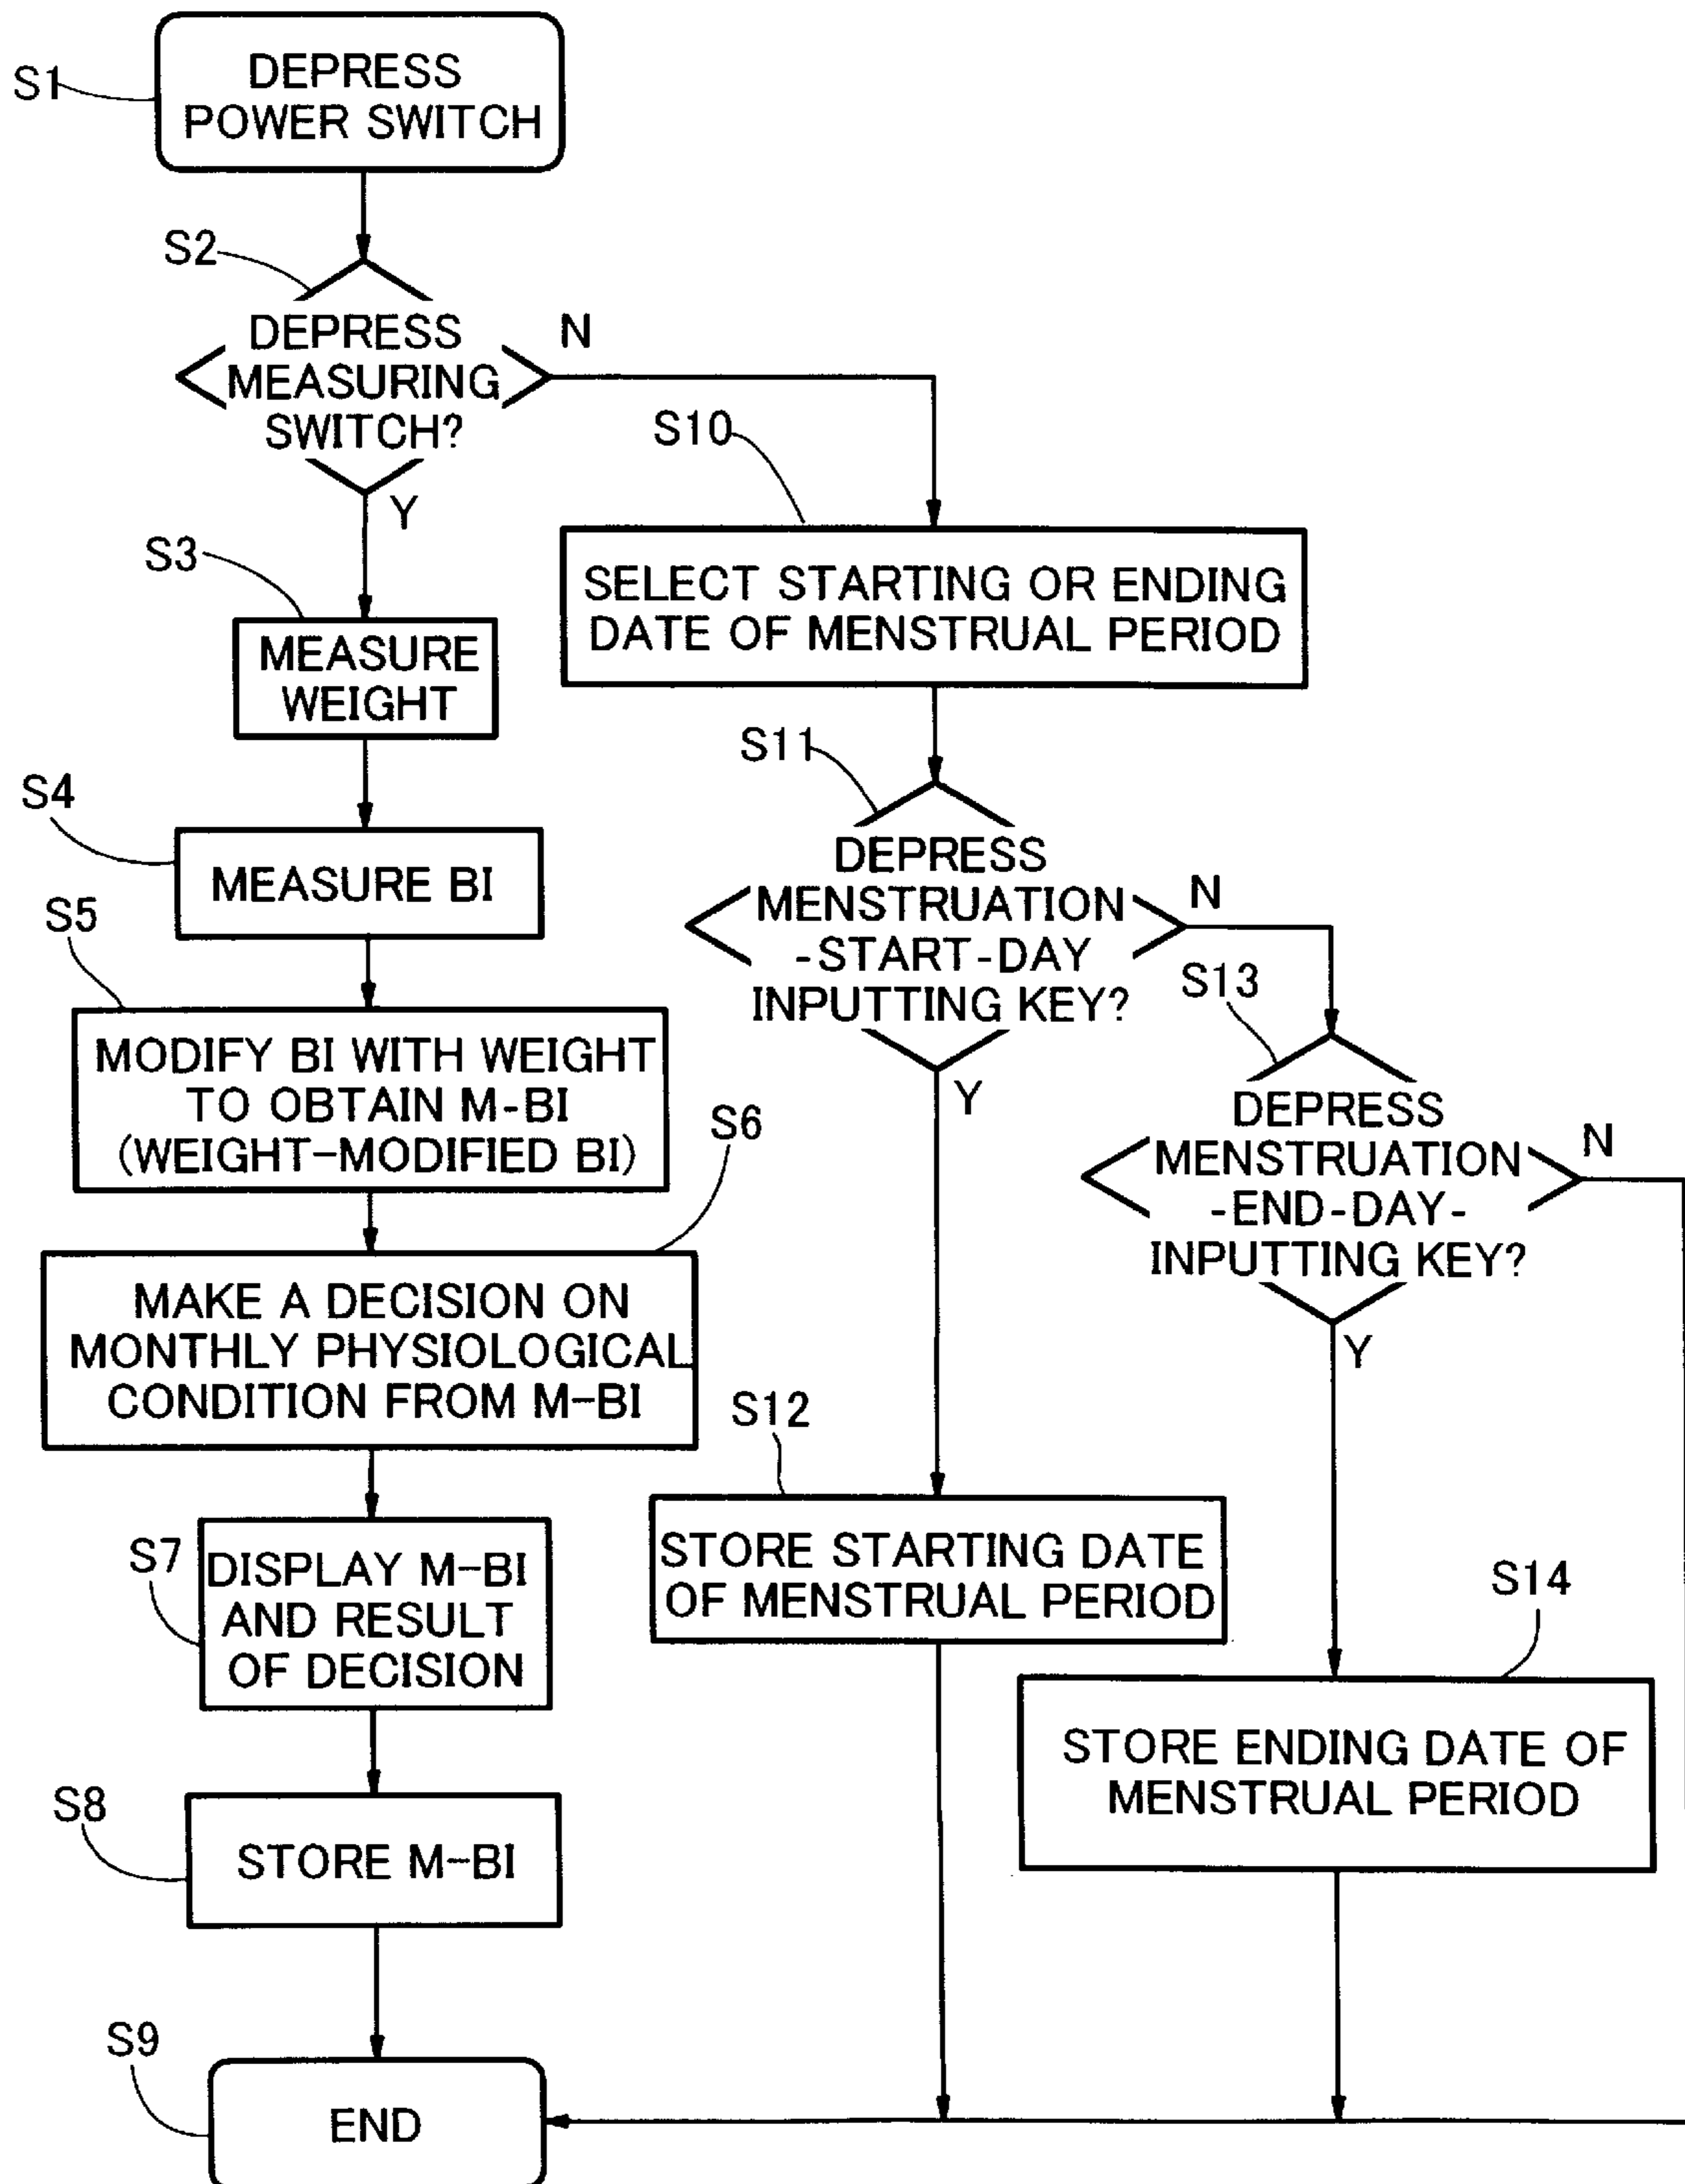 S1
DEPRESS
POWER SWITCH
S2
DEPRESS
MEASURING
SWITCH?
N
Y
S3
MEASURE
WEIGHT
S4
MEASURE BI
S5
MODIFY BI WITH WEIGHT
TO OBTAIN M-BI
(WEIGHT-MODIFIED BI)
S6
MAKE A DECISION ON
MONTHLY PHYSIOLOGICAL
CONDITION FROM M-BI
S7
DISPLAY M-BI
AND RESULT
OF DECISION
S8
STORE M-BI
S9
END
S10
SELECT STARTING OR ENDING
DATE OF MENSTRUAL PERIOD
S11
DEPRESS
MENSTRUATION
-START-DAY
INPUTTING KEY?
N
Y
S12
STORE STARTING DATE
OF MENSTRUAL PERIOD
S13
DEPRESS
MENSTRUATION
-END-DAY-
INPUTTING KEY?
N
Y
S14
STORE ENDING DATE OF
MENSTRUAL PERIOD